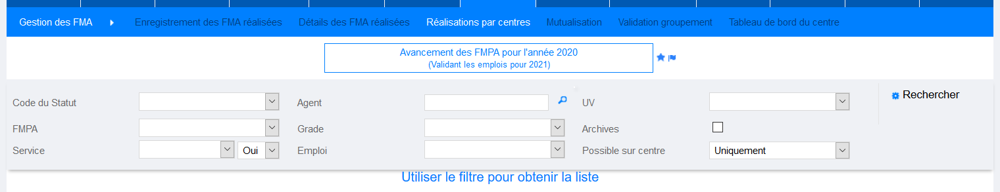 Gestion des FMA Enregistrement des FMA réalisées Détails des FMA réalisées Réalisations par centres Mutualisation Validation groupement Tableau de bord du centre
Avancement des FMPA pour l'année 2020
(Validant les emplois pour 2021)
Code du Statut Agent UV Rechercher
FMPA Grade Archives
Service Oui Emploi Possible sur centre Uniquement
Utiliser le filtre pour obtenir la liste